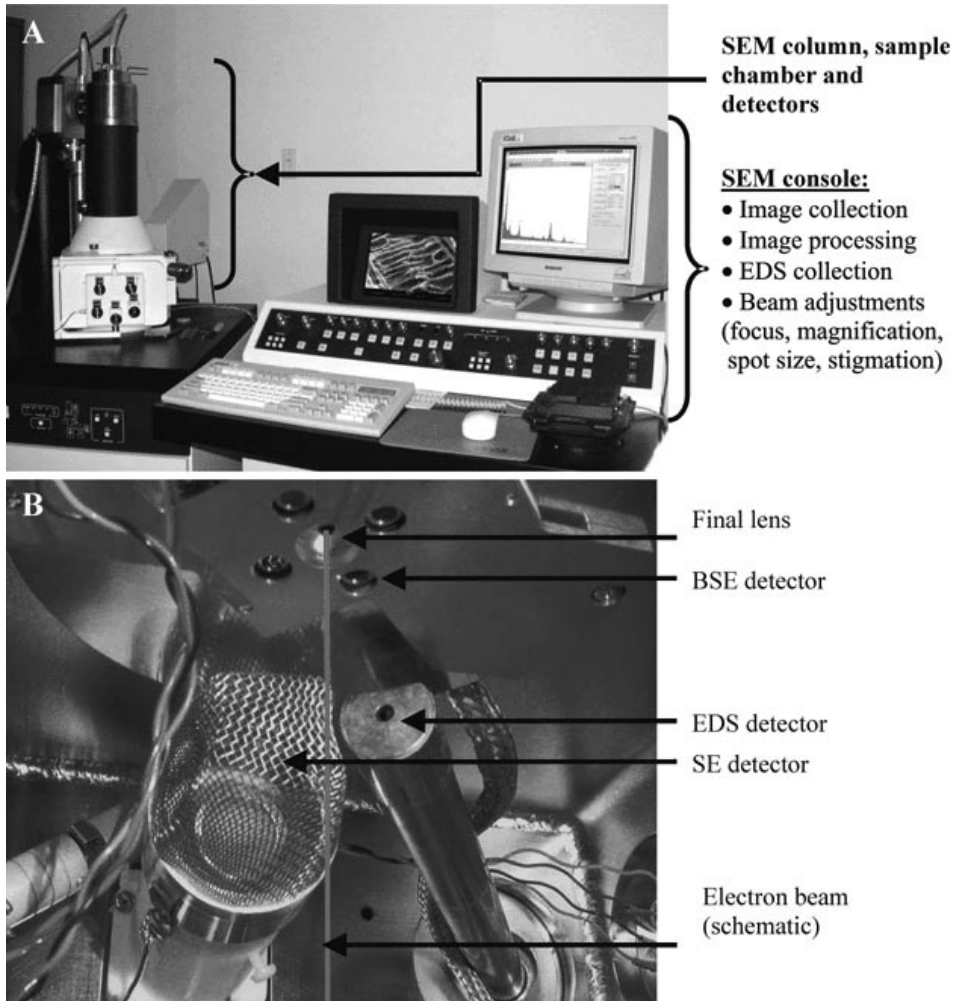 A
SEM column, sample
chamber and
detectors
SEM console:
• Image collection
• Image processing
• EDS collection
• Beam adjustments
(focus, magnification,
spot size, stigmation)
B
Final lens
BSE detector
EDS detector
SE detector
Electron beam
(schematic)